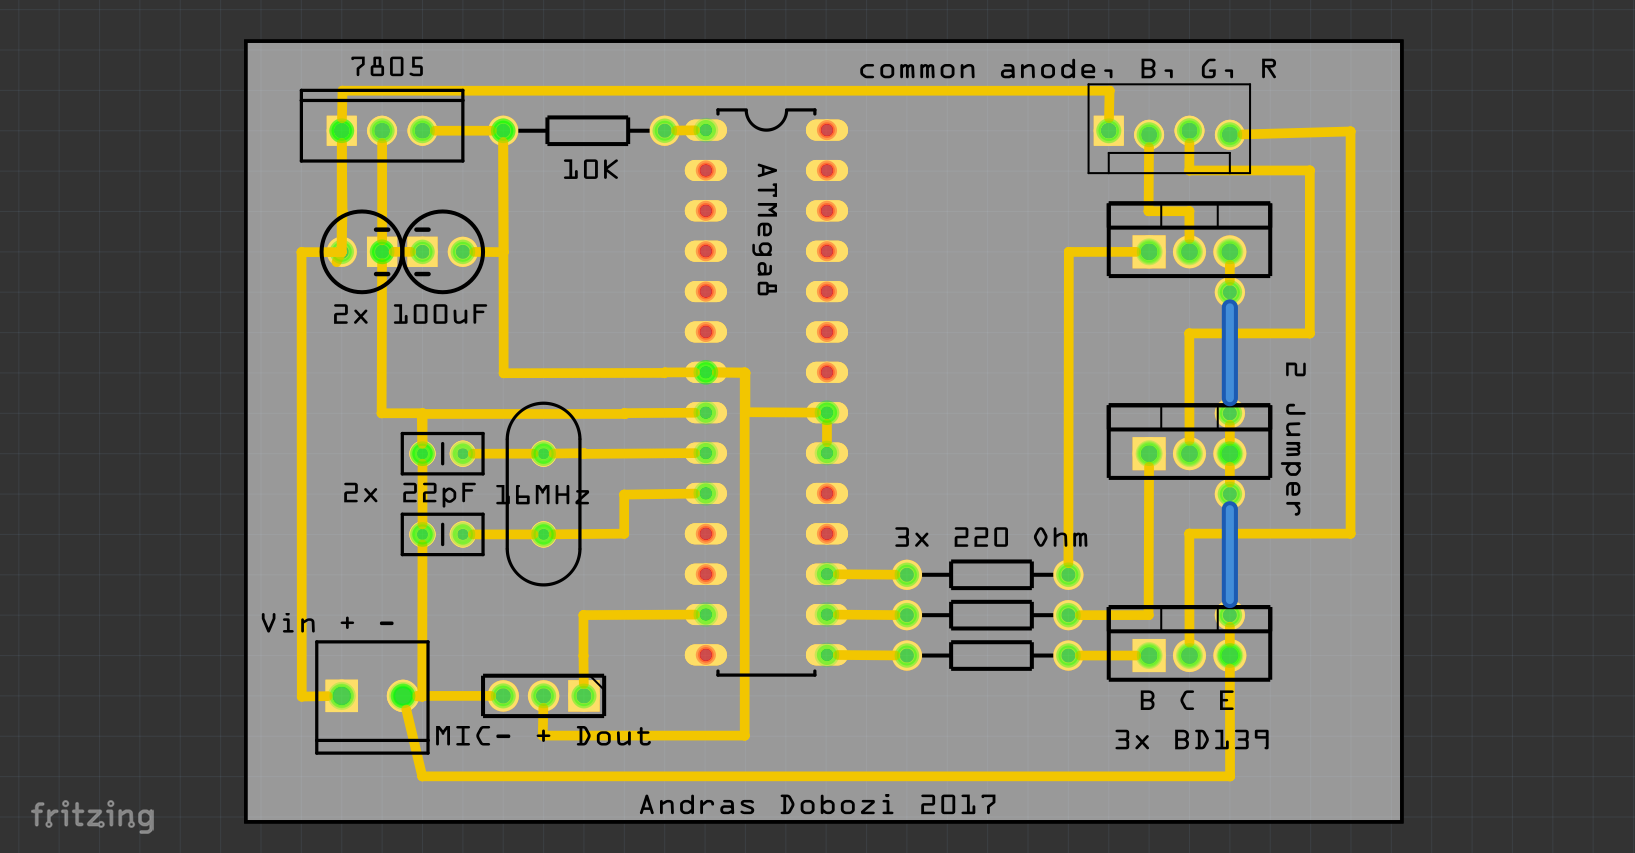 7805
common anode, B, G, R
10K
ATMega8
2x 100uF
2 Jumper
2x 22pF
16MHz
3x 220 Ohm
Vin + -
B C E
MIC- + Dout
3x BD139
Andras Dobozi 2017
fritzing